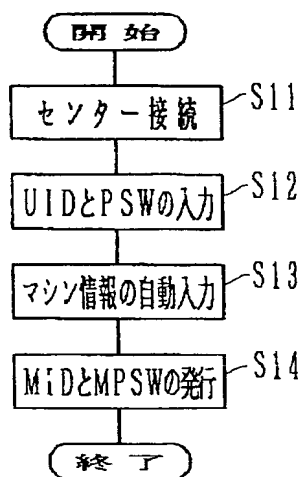 開始
センター接続 S11
UIDとPSWの入力 S12
マシン情報の自動入力 S13
MiDとMPSWの発行 S14
終了